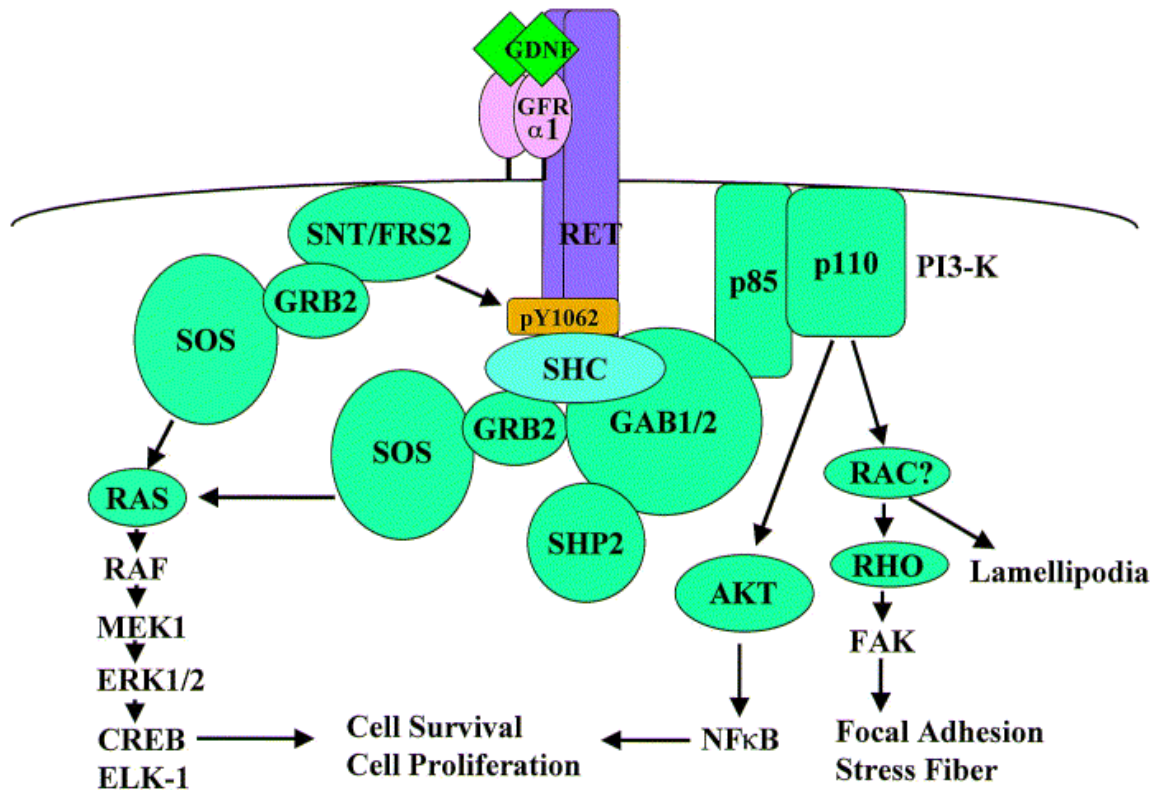 GDNF
GFR
α1
RET
SNT/FRS2
GRB2
SOS
pY1062
SHC
GRB2
SOS
GAB1/2
SHP2
p85
p110
PI3-K
RAS
RAF
MEK1
ERK1/2
CREB
ELK-1
Cell Survival
Cell Proliferation
AKT
NFκB
RAC?
RHO
Lamellipodia
FAK
Focal Adhesion
Stress Fiber